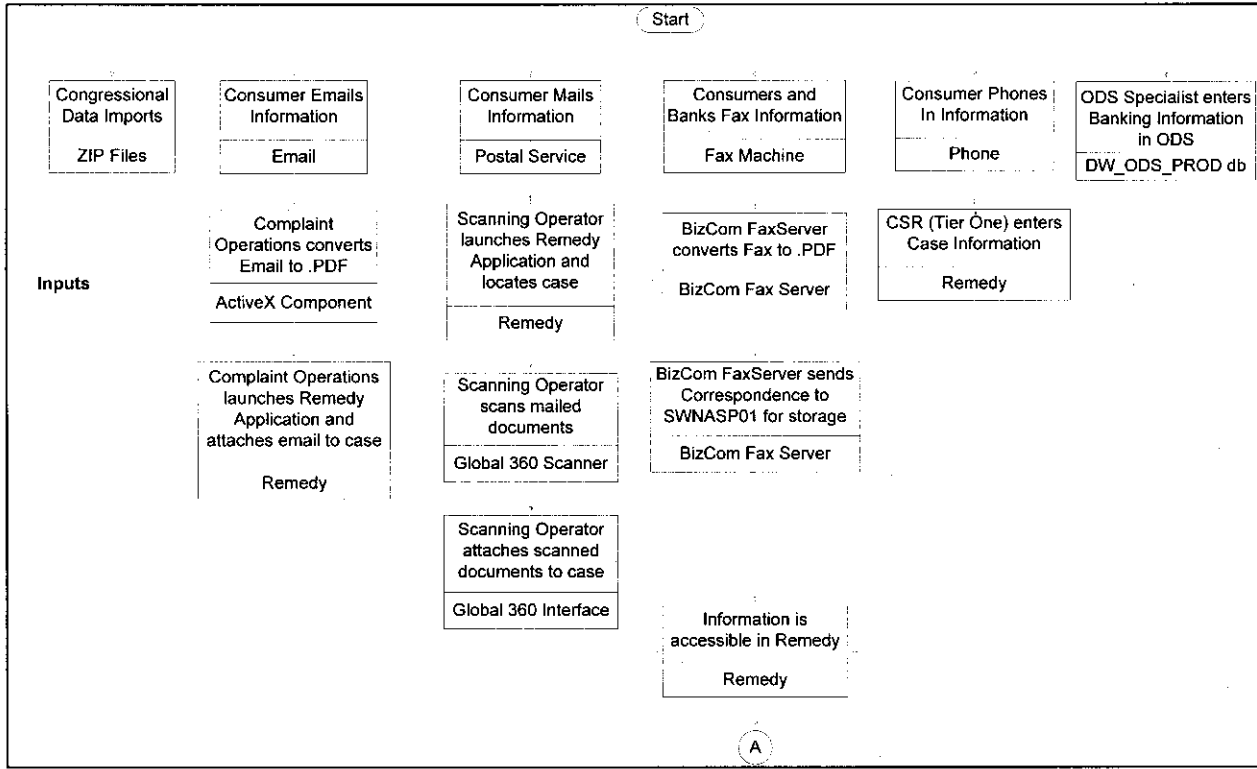 Start
Congressional
Data Imports
ZIP Files
Consumer Emails
Information
Email
Consumer Mails
Information
Postal Service
Consumers and
Banks Fax Information
Fax Machine
Consumer Phones
In Information
Phone
ODS Specialist enters
Banking Information
in ODS
DW_ODS_PROD db
Inputs
Complaint
Operations converts
Email to .PDF
ActiveX Component
Scanning Operator
launches Remedy
Application and
locates case
Remedy
BizCom FaxServer
converts Fax to .PDF
BizCom Fax Server
CSR (Tier One) enters
Case Information
Remedy
Complaint Operations
launches Remedy
Application and
attaches email to case
Remedy
Scanning Operator
scans mailed
documents
Global 360 Scanner
BizCom FaxServer sends
Correspondence to
SWNASP01 for storage
BizCom Fax Server
Scanning Operator
attaches scanned
documents to case
Global 360 Interface
Information is
accessible in Remedy
Remedy
A